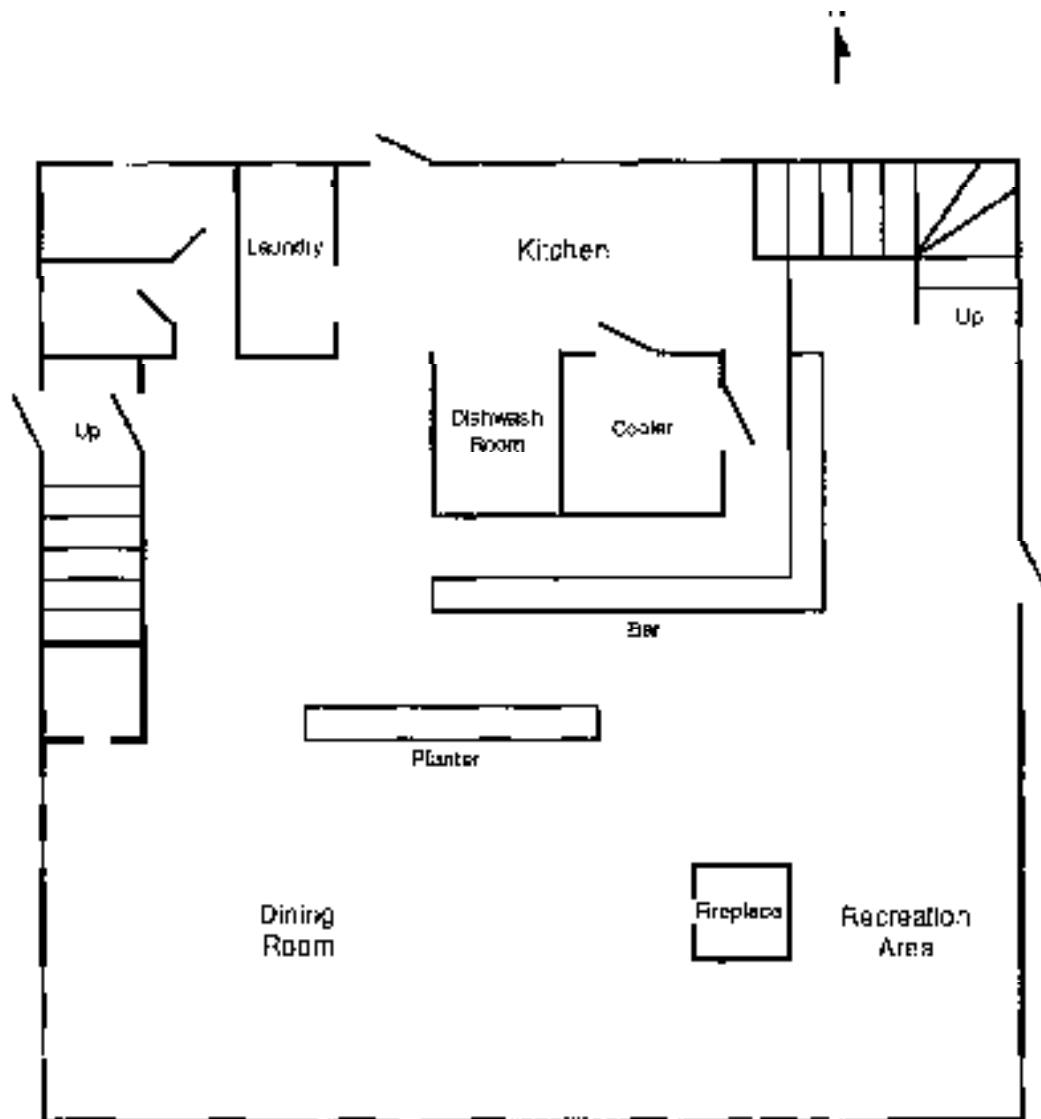 Laundry
Kitchen
Up
Up
Dishwash
Room
Cooler
Bar
Planter
Dining
Room
Fireplace
Recreation
Area